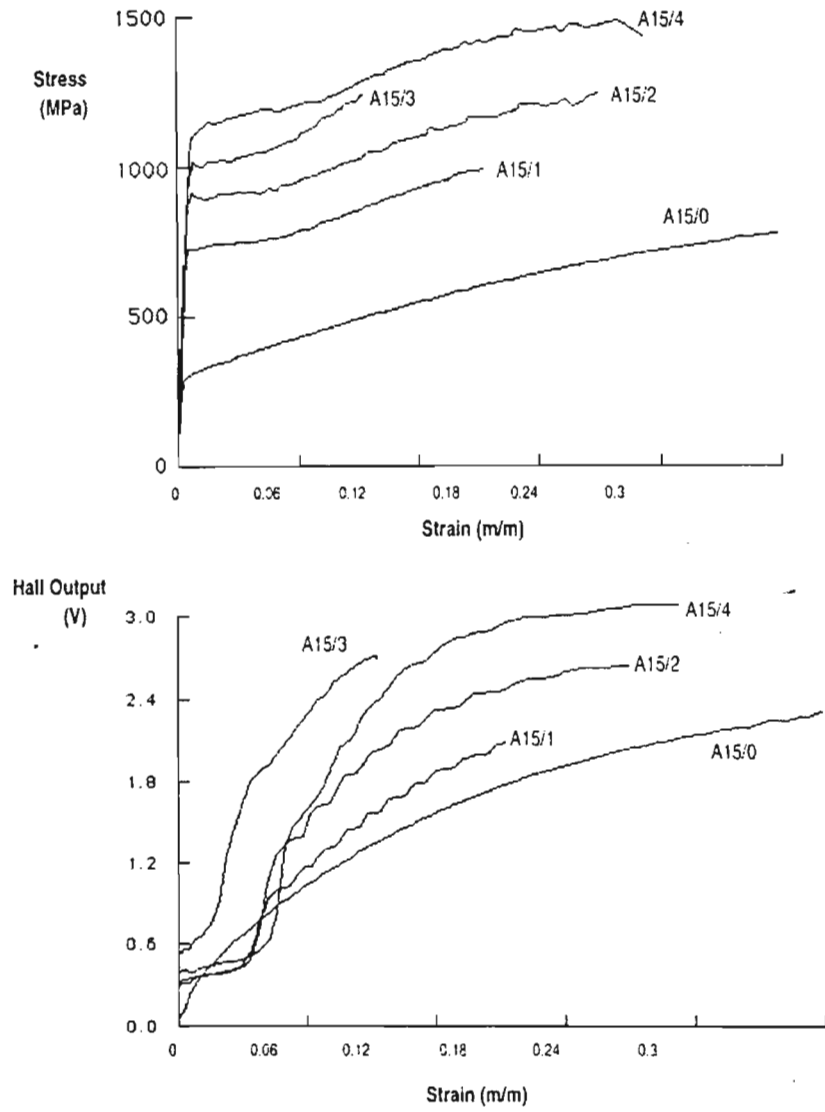 1500
A15/4
Stress
(MPa)
A15/3
A15/2
1000
A15/1
A15/0
500
0
0 0.06 0.12 0.18 0.24 0.3
Strain (m/m)
Hall Output
(V)
3.0
A15/4
A15/3
A15/2
2.4
A15/1
A15/0
1.8
1.2
0.6
0.0
0 0.06 0.12 0.18 0.24 0.3
Strain (m/m)